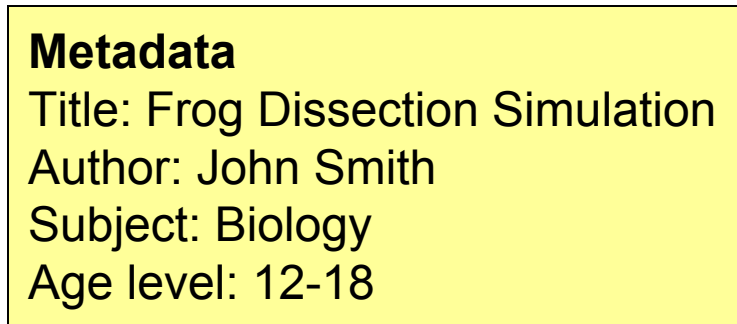 Metadata
Title: Frog Dissection Simulation
Author: John Smith
Subject: Biology
Age level: 12-18